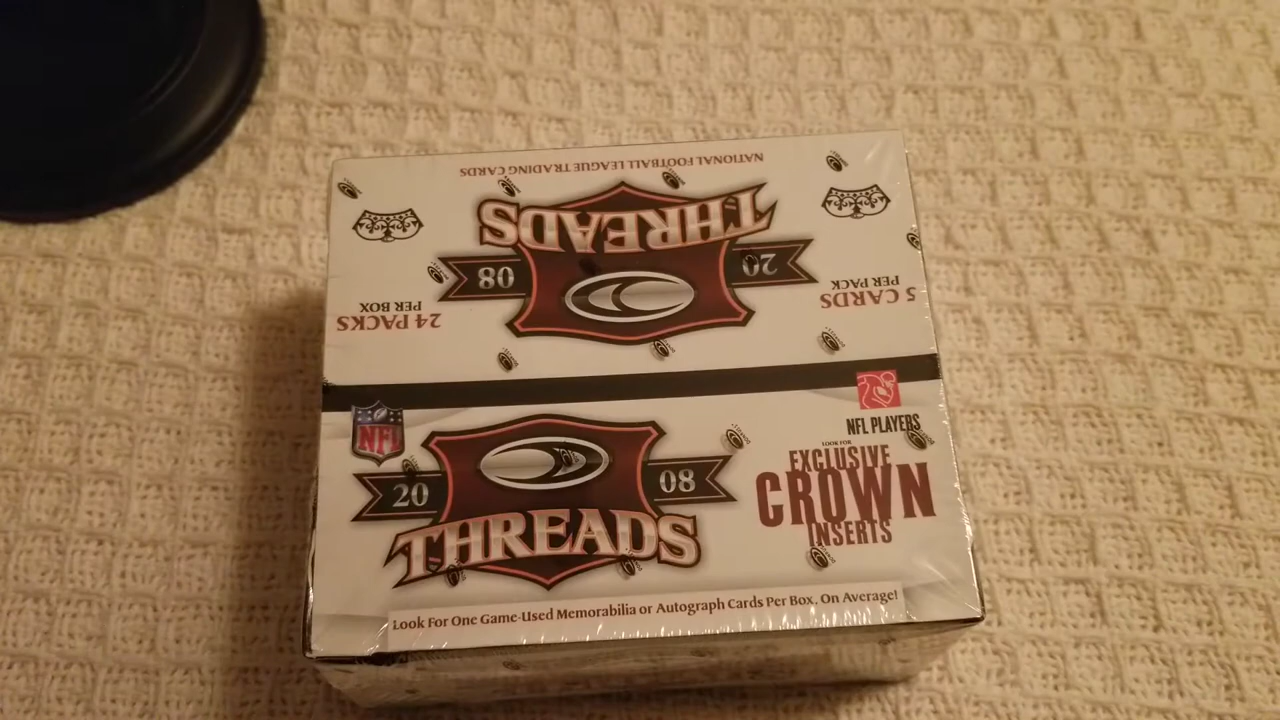 NATIONAL FOOTBALL LEAGUE TRADING CARDS
THREADS
20 08
5 CARDS
PER PACK
24 PACKS
PER BOX
NFL
NFL PLAYERS
20 08
THREADS
LOOK FOR
EXCLUSIVE
CROWN
INSERTS
Look For One Game-Used Memorabilia or Autograph Cards Per Box, On Average!